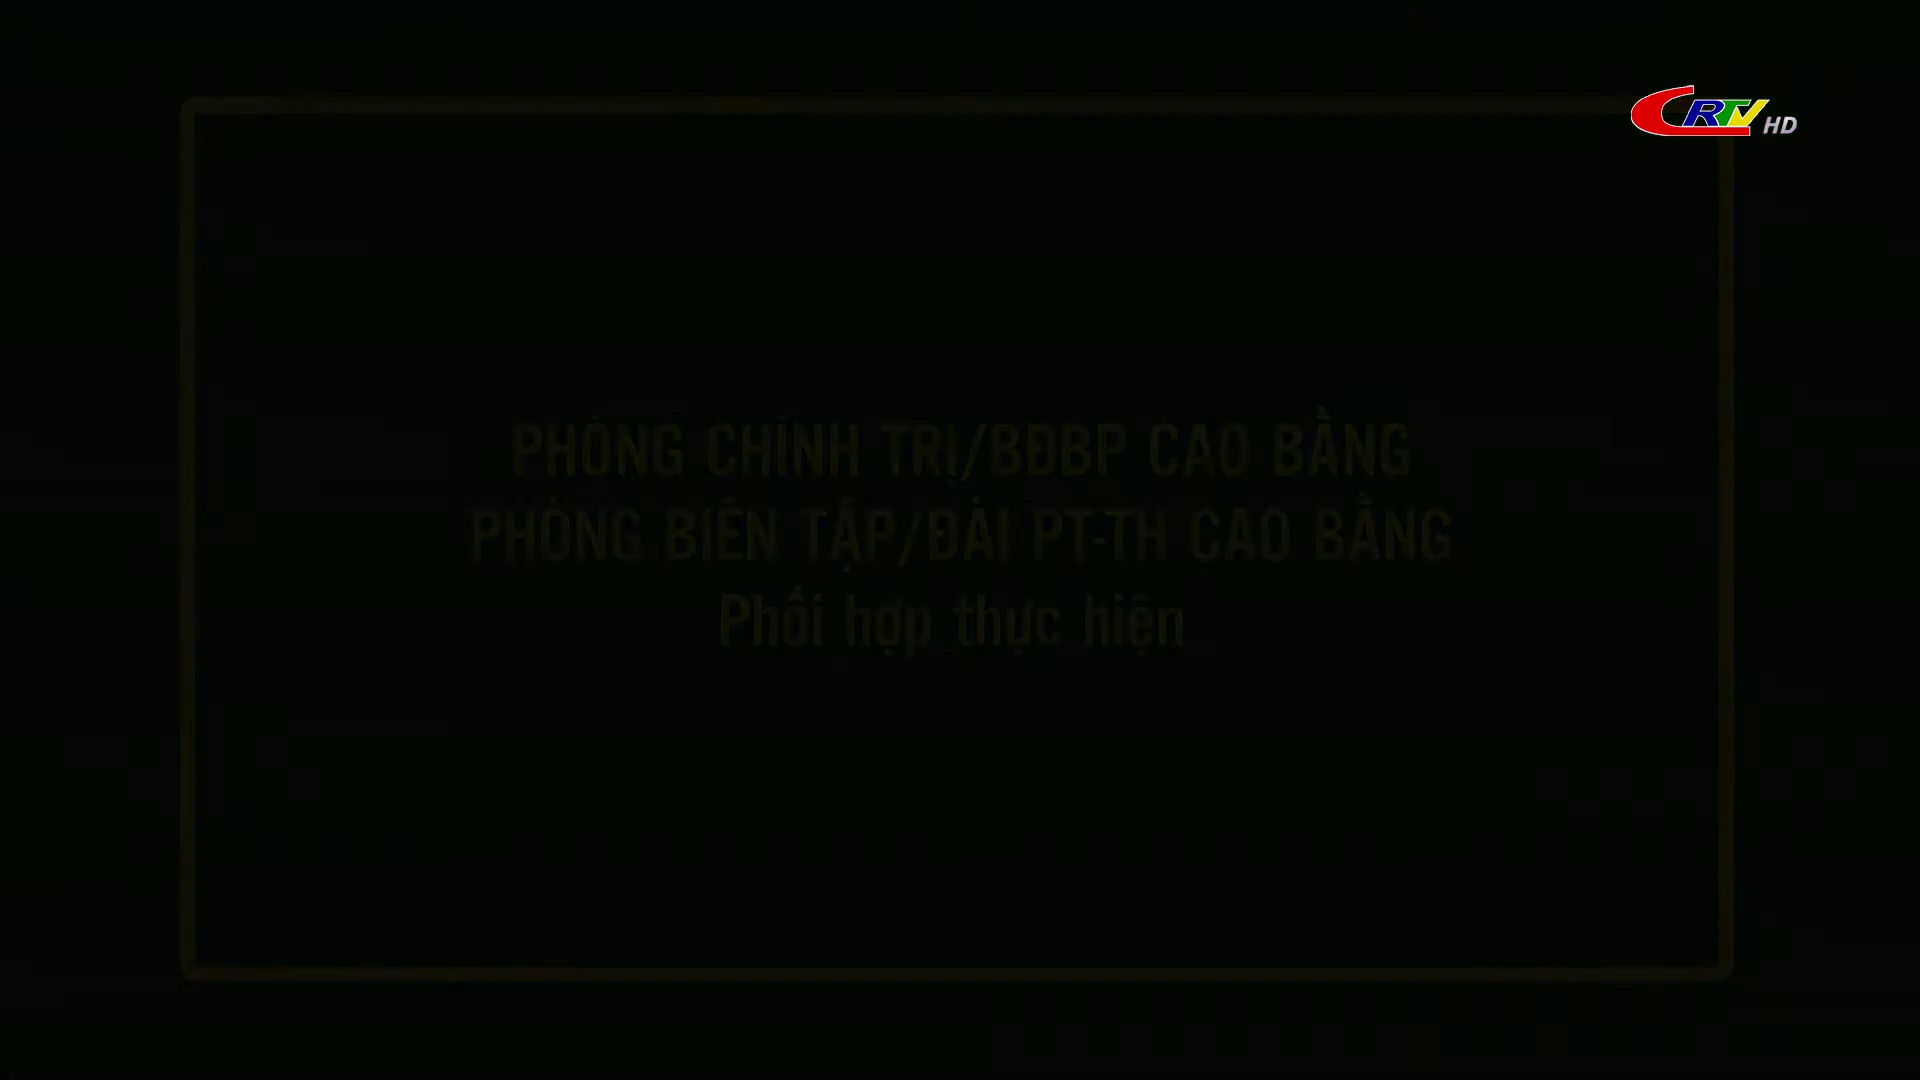 CRTV HD
PHÒNG CHÍNH TRỊ/BĐBP CAO BẰNG
PHÒNG BIÊN TẬP/ĐÀI PT-TH CAO BẰNG
Phối hợp thực hiện